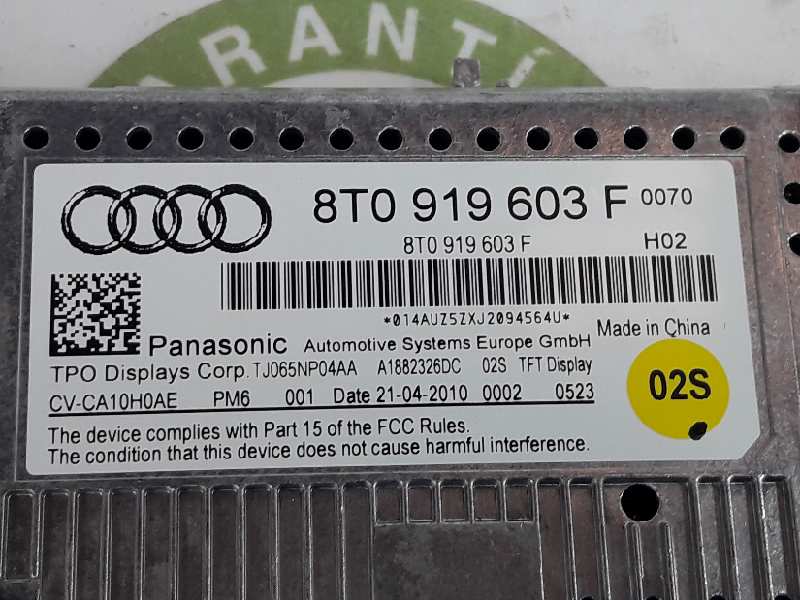 GARANTÍ
8T0 919 603 F 0070
8T0 919 603 F H02
*014AUZ5ZXJ2094564U*
Panasonic Automotive Systems Europe GmbH Made in China
TPO Displays Corp. TJ065NP04AA A1882326DC 02S TFT Display
CV-CA10H0AE PM6 001 Date 21-04-2010 0002 0523
02S
The device complies with Part 15 of the FCC Rules.
The condition that this device does not cause harmful interference.